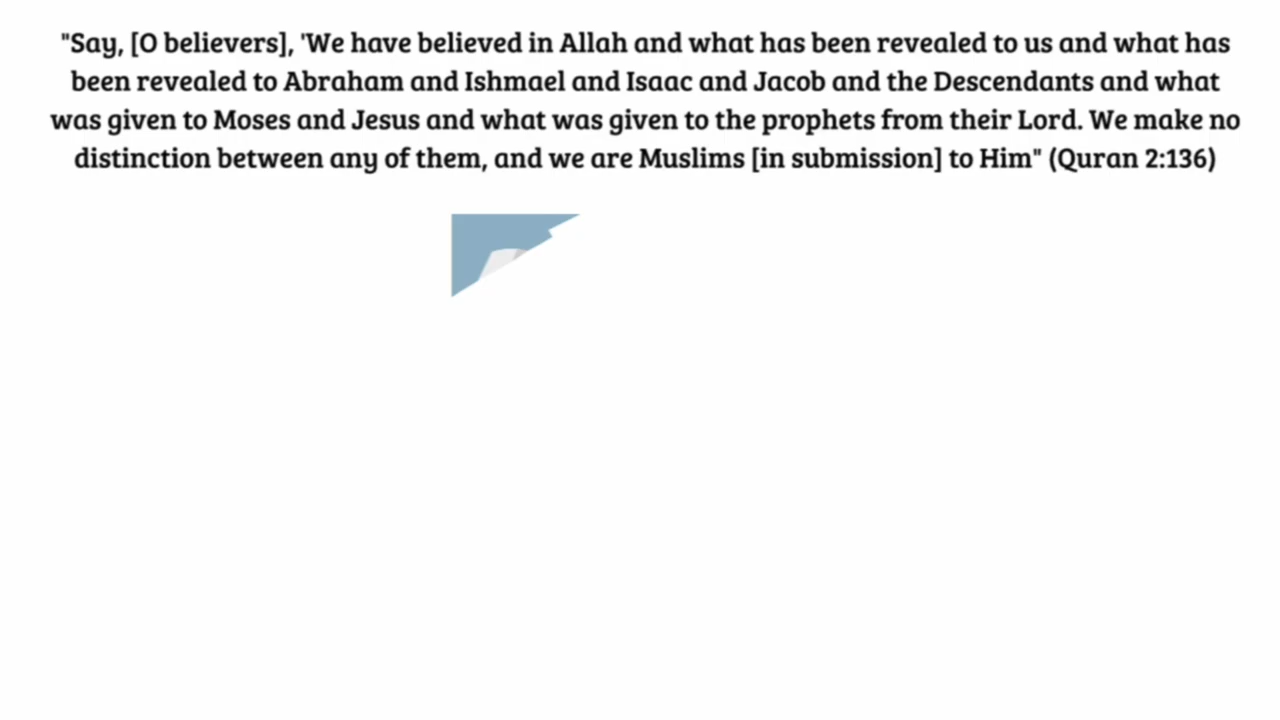 "Say, [O believers], 'We have believed in Allah and what has been revealed to us and what has
been revealed to Abraham and Ishmael and Isaac and Jacob and the Descendants and what
was given to Moses and Jesus and what was given to the prophets from their Lord. We make no
distinction between any of them, and we are Muslims [in submission] to Him" (Quran 2:136)